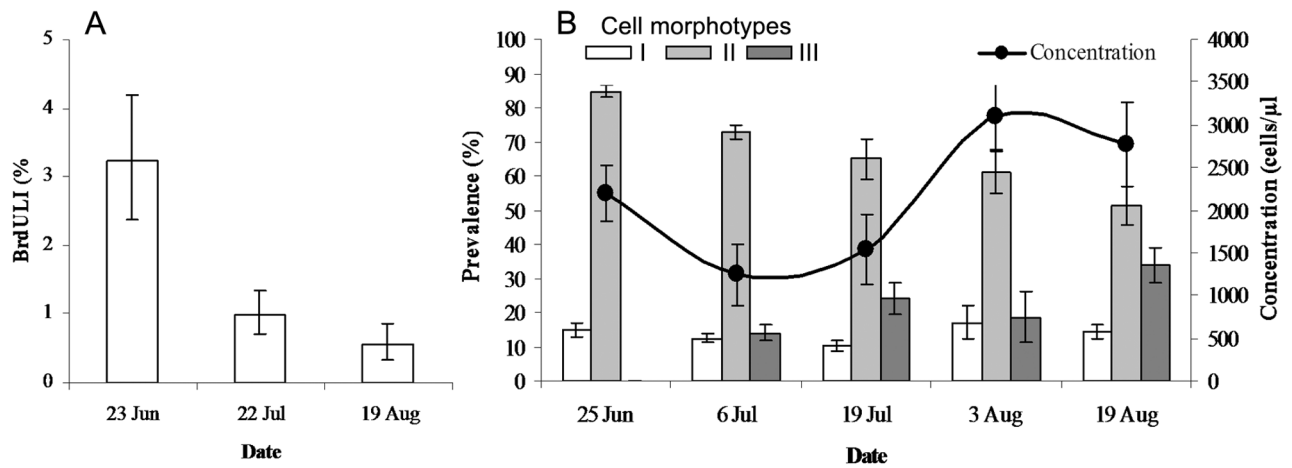 A
5
4
3
2
1
0
BrdULI (%
23 Jun 22 Jul 19 Aug
Date
B
Cell morphotypes
I II III
Concentration
100
90
80
70
60
50
40
30
20
10
0
Prevalence (%)
4000
3500
3000
2500
2000
1500
1000
500
0
Concentration (cells/µl)
25 Jun 6 Jul 19 Jul 3 Aug 19 Aug
Date